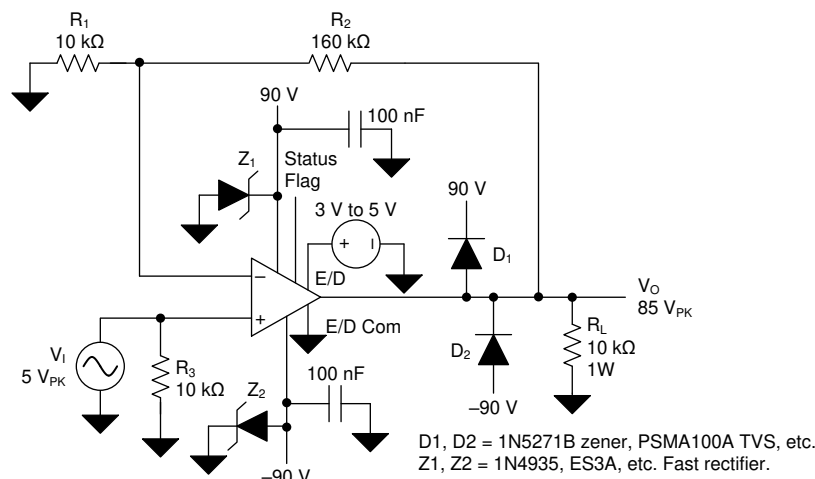 R1
10 kΩ
R2
160 kΩ
90 V
100 nF
Z1
Status
Flag
3 V to 5 V
+ –
90 V
D1
–
E/D
VO
85 VPK
+
E/D Com
VI
5 VPK
R3
10 kΩ
D2
RL
10 kΩ
1W
Z2
100 nF
–90 V
–90 V
D1, D2 = 1N5271B zener, PSMA100A TVS, etc.
Z1, Z2 = 1N4935, ES3A, etc. Fast rectifier.